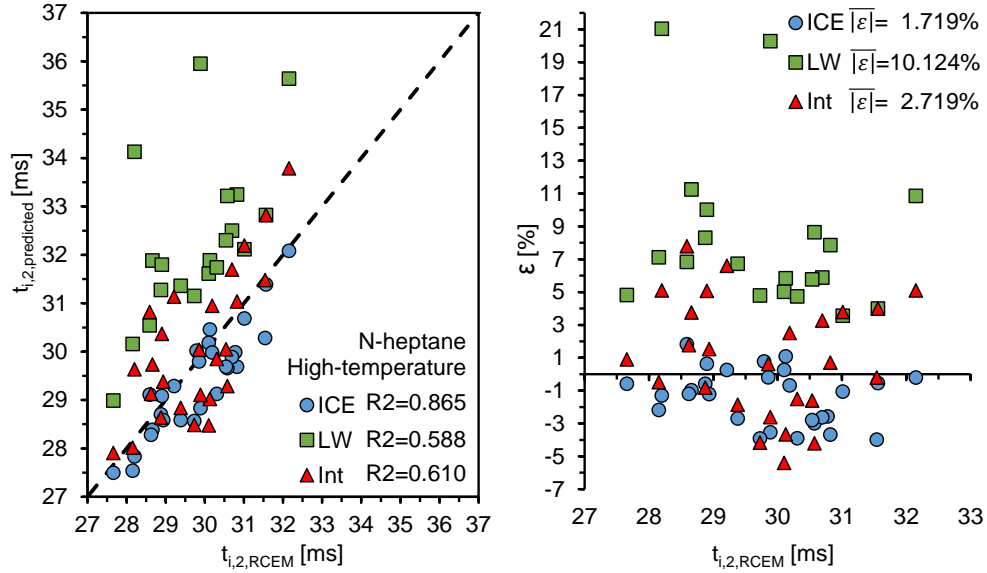 37
36
35
34
33
32
31
30
29
28
27
t_{i,2,predicted} [ms]
N-heptane
High-temperature
ICE R2=0.865
LW R2=0.588
Int R2=0.610
27 28 29 30 31 32 33 34 35 36 37
t_{i,2,RCEM} [ms]
ICE |ε|= 1.719%
LW |ε|=10.124%
Int |ε|= 2.719%
21
19
17
15
13
11
9
7
5
3
1
-1
-3
-5
-7
ε [%]
27 28 29 30 31 32 33
t_{i,2,RCEM} [ms]